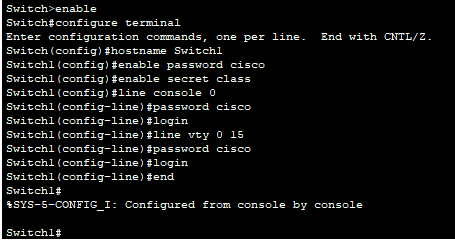 Switch>enable
Switch#configure terminal
Enter configuration commands, one per line.  End with CNTL/Z.
Switch(config)#hostname Switch1
Switch1(config)#enable password cisco
Switch1(config)#enable secret class
Switch1(config)#line console 0
Switch1(config-line)#password cisco
Switch1(config-line)#login
Switch1(config-line)#line vty 0 15
Switch1(config-line)#password cisco
Switch1(config-line)#login
Switch1(config-line)#end
Switch1#
%SYS-5-CONFIG_I: Configured from console by console
Switch1#